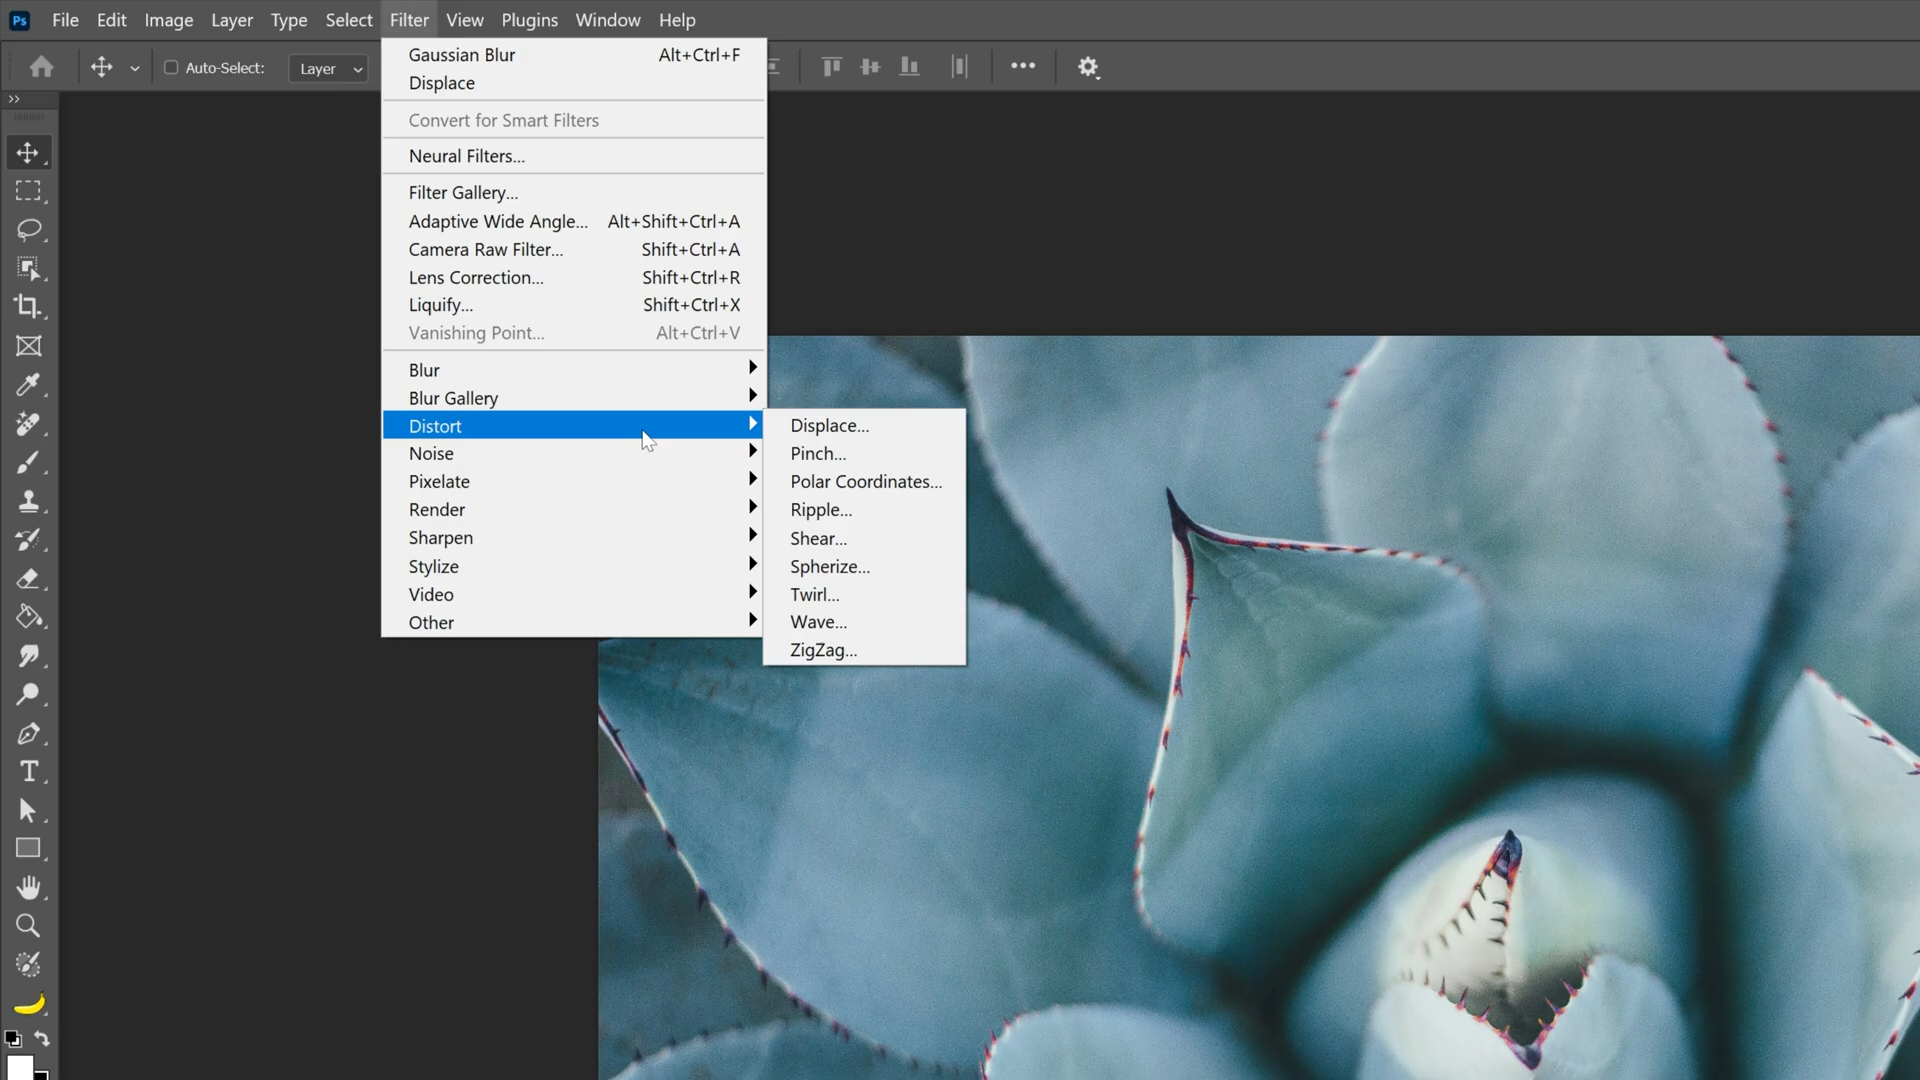 Ps File Edit Image Layer Type Select Filter View Plugins Window Help
Auto-Select: Layer
Gaussian Blur Alt+Ctrl+F
Displace
Convert for Smart Filters
Neural Filters...
Filter Gallery...
Adaptive Wide Angle... Alt+Shift+Ctrl+A
Camera Raw Filter... Shift+Ctrl+A
Lens Correction... Shift+Ctrl+R
Liquify... Shift+Ctrl+X
Vanishing Point... Alt+Ctrl+V
Blur
Blur Gallery
Distort
Noise
Pixelate
Render
Sharpen
Stylize
Video
Other
Displace...
Pinch...
Polar Coordinates...
Ripple...
Shear...
Spherize...
Twirl...
Wave...
ZigZag...